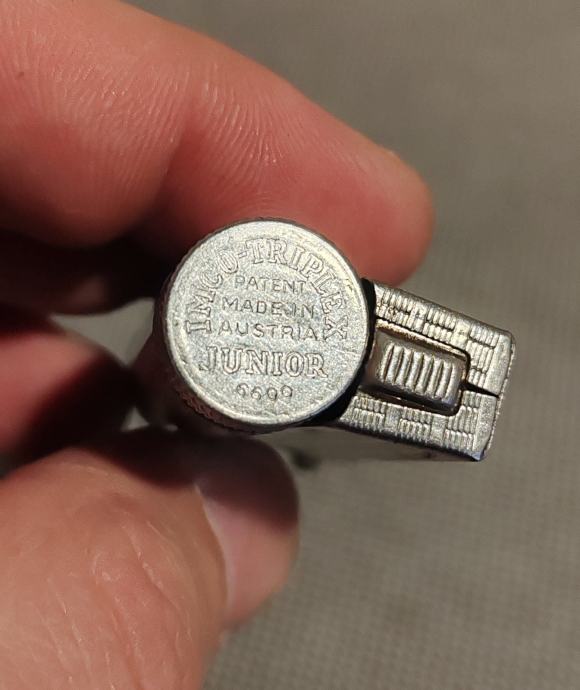 IMCO-TRIPLEX
PATENT
MADE IN
AUSTRIA
JUNIOR
6600